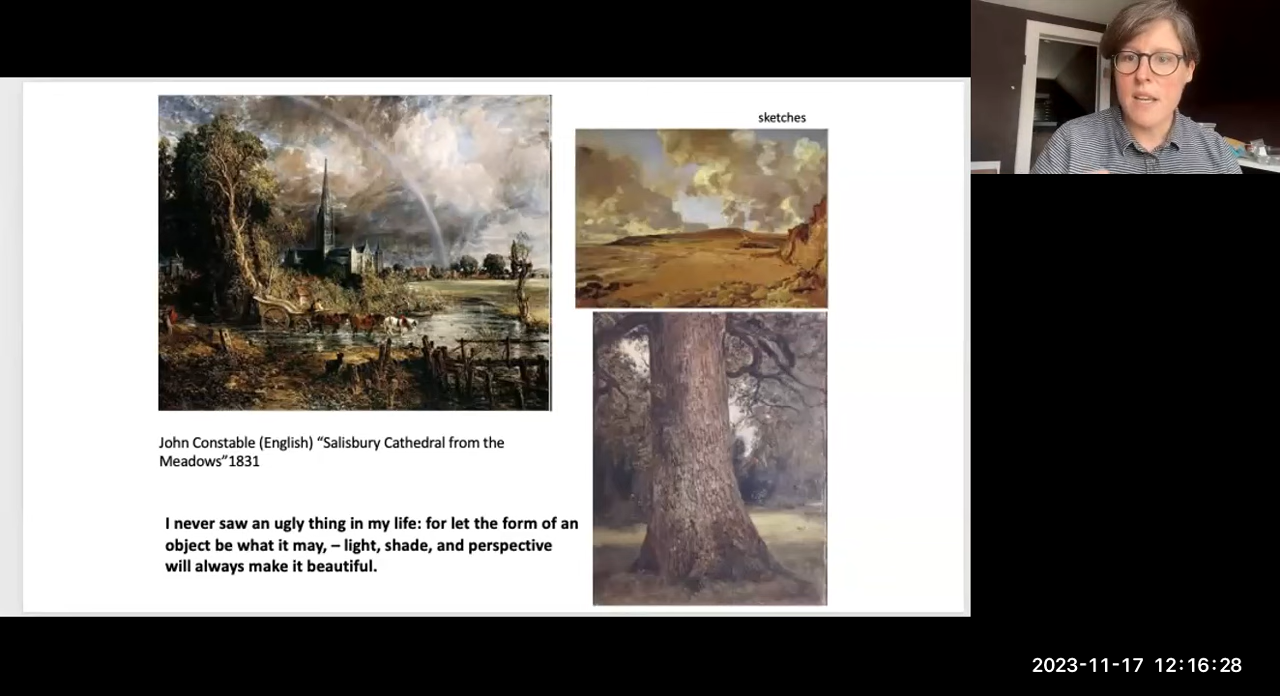 sketches
John Constable (English) “Salisbury Cathedral from the
Meadows”1831
I never saw an ugly thing in my life: for let the form of an
object be what it may, – light, shade, and perspective
will always make it beautiful.
2023-11-17 12:16:28